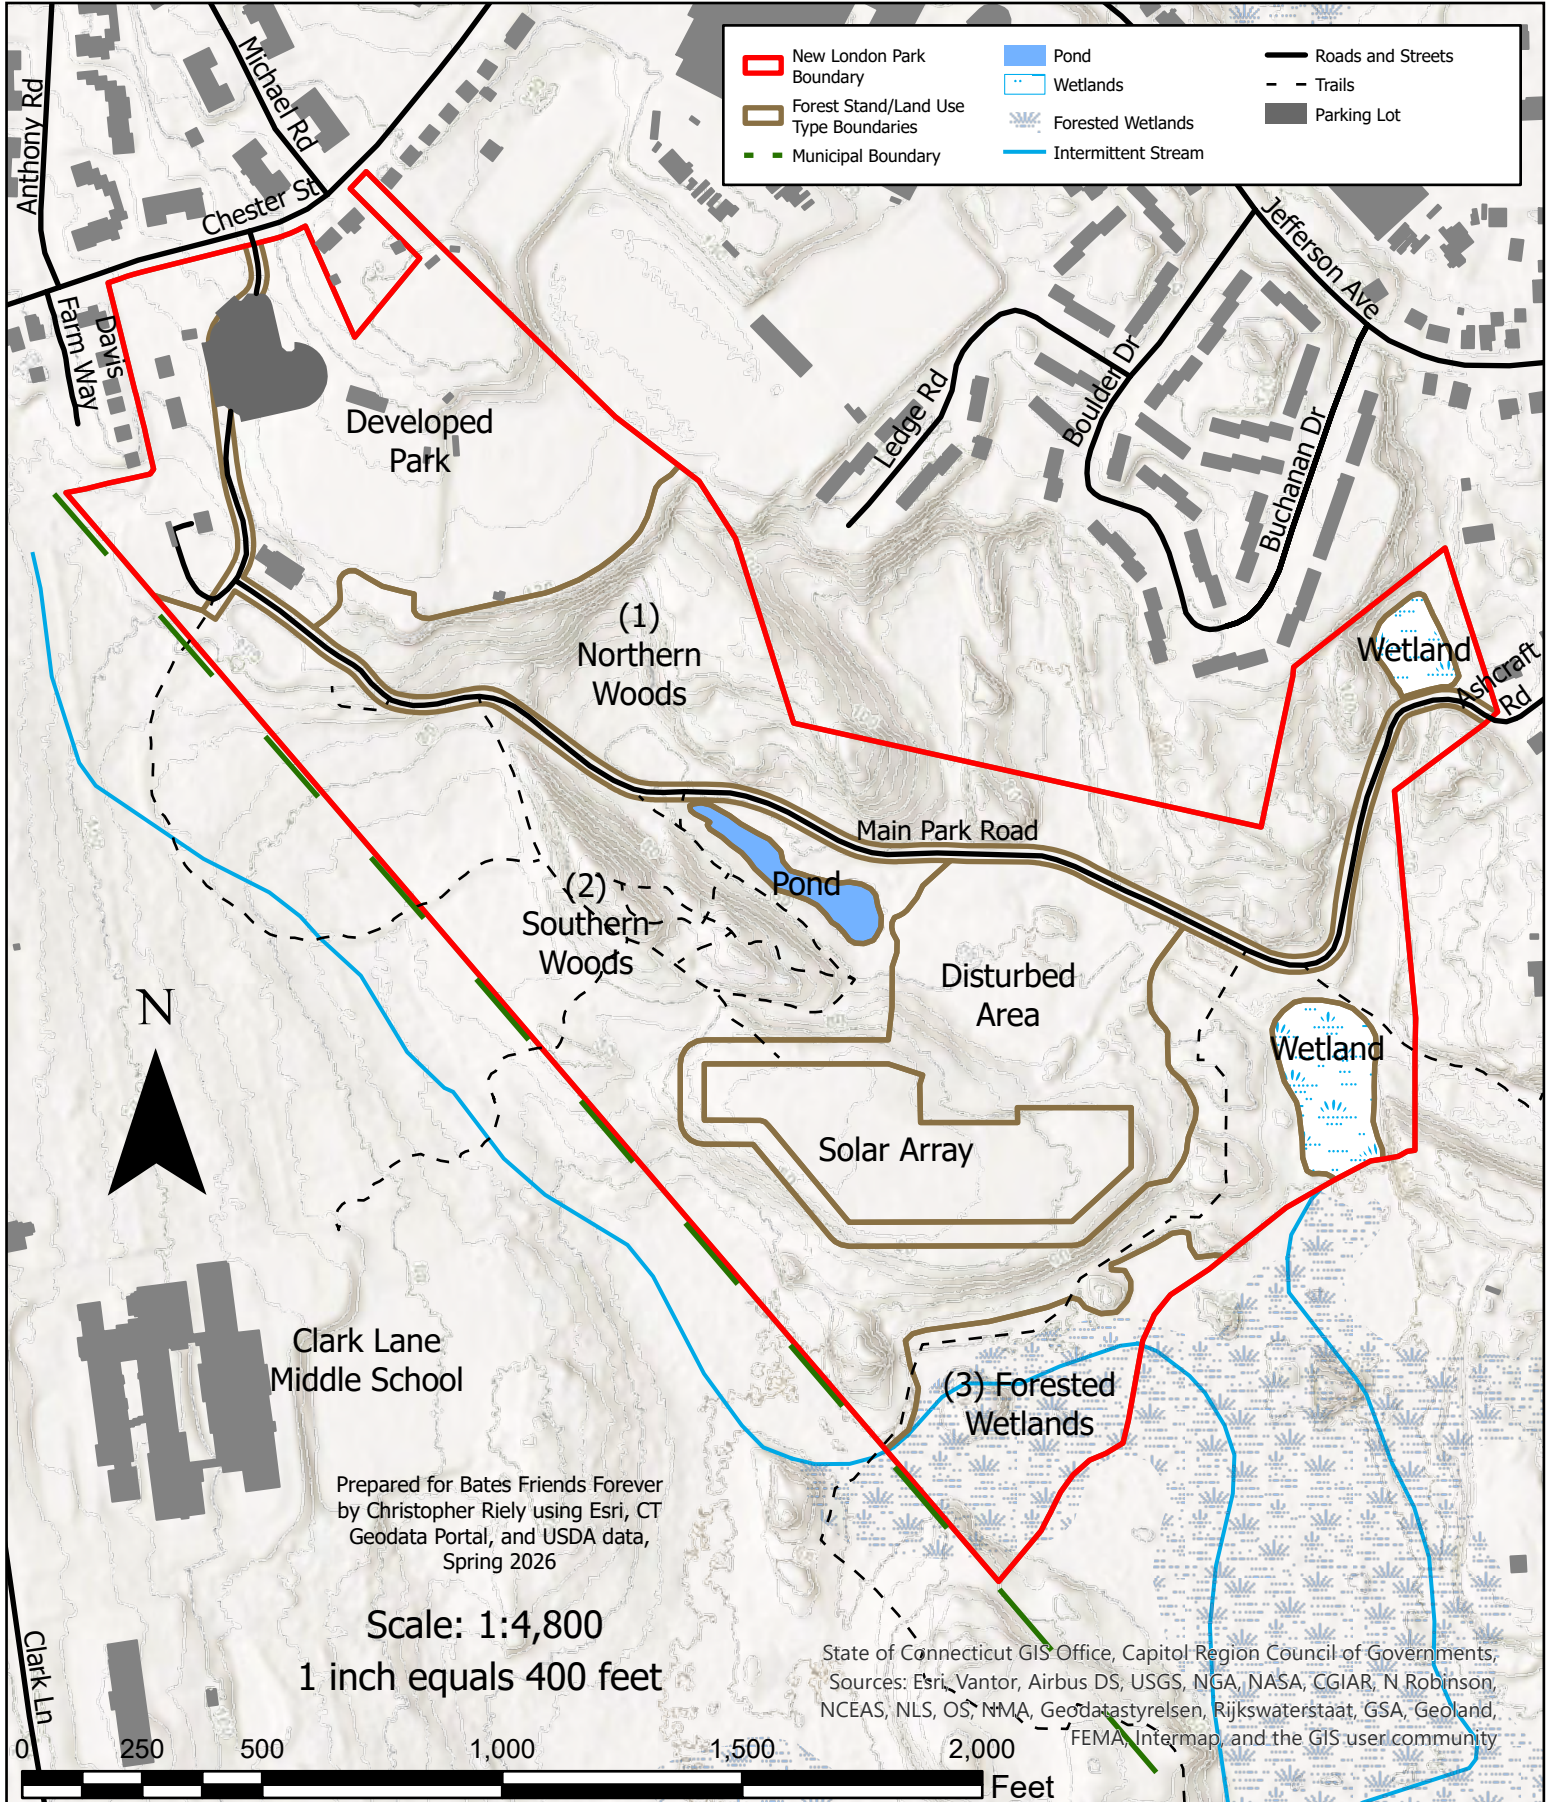 New London Park
Boundary
Forest Stand/Land Use
Type Boundaries
Municipal Boundary
Pond
Wetlands
Forested Wetlands
Intermittent Stream
Roads and Streets
Trails
Parking Lot
Anthony Rd
Michael Rd
Chester St
Davis
Farm Way
Jefferson Ave
Ledge Rd
Boulder Dr
Buchanan Dr
Developed
Park
(1)
Northern
Woods
Wetland
Ashcraft
Rd
Main Park Road
Pond
(2)
Southern
Woods
Disturbed
Area
Wetland
N
Solar Array
Clark Lane
Middle School
(3) Forested
Wetlands
Prepared for Bates Friends Forever
by Christopher Riely using Esri, CT
Geodata Portal, and USDA data,
Spring 2026
Scale: 1:4,800
1 inch equals 400 feet
Clark Ln
State of Connecticut GIS Office, Capitol Region Council of Governments,
Sources: Esri, Vantor, Airbus DS, USGS, NGA, NASA, CGIAR, N Robinson,
NCEAS, NLS, OS, NMA, Geodatastyrelsen, Rijkswaterstaat, GSA, Geoland,
FEMA, Intermap, and the GIS user community
0 250 500 1,000 1,500 2,000
Feet